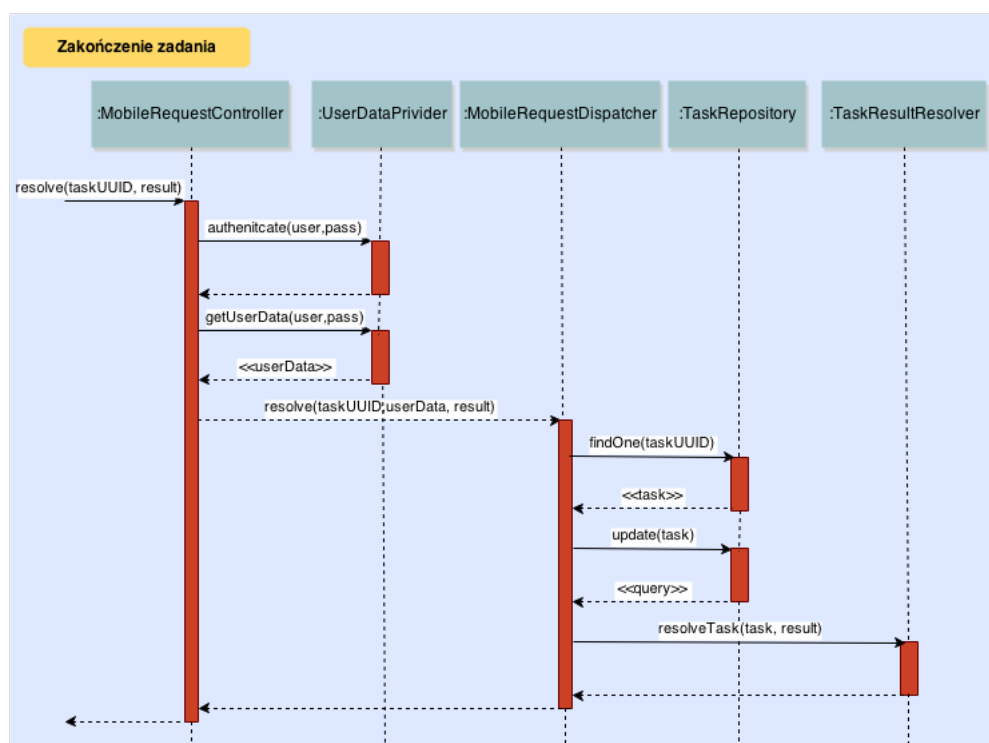 Zakończenie zadania
:MobileRequestController
:UserDataPrivider
:MobileRequestDispatcher
:TaskRepository
:TaskResultResolver
resolve(taskUUID, result)
authenitcate(user,pass)
getUserData(user,pass)
<<userData>>
resolve(taskUUID,userData, result)
findOne(taskUUID)
<<task>>
update(task)
<<query>>
resolveTask(task, result)